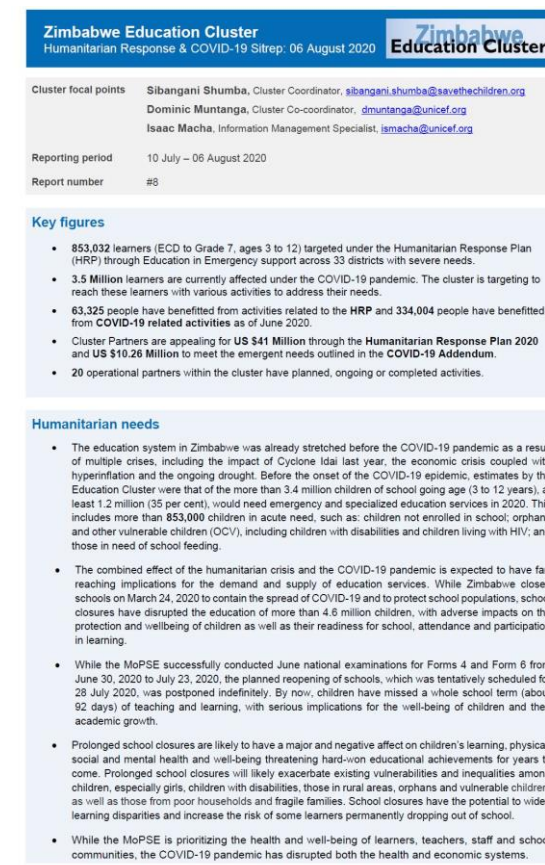 Zimbabwe Education Cluster
Humanitarian Response & COVID-19 Sitrep: 06 August 2020
Zimbabwe
Education Cluster
Cluster focal points
Sibangani Shumba, Cluster Coordinator, sibangani.shumba@savethechildren.org
Dominic Muntanga, Cluster Co-coordinator, dmuntanga@unicef.org
Isaac Macha, Information Management Specialist, ismacha@unicef.org
Reporting period 10 July – 06 August 2020
Report number #8
Key figures
• 853,032 learners (ECD to Grade 7, ages 3 to 12) targeted under the Humanitarian Response Plan
(HRP) through Education in Emergency support across 33 districts with severe needs.
• 3.5 Million learners are currently affected under the COVID-19 pandemic. The cluster is targeting to
reach these learners with various activities to address their needs.
• 63,325 people have benefitted from activities related to the HRP and 334,004 people have benefitted
from COVID-19 related activities as of June 2020.
• Cluster Partners are appealing for US $41 Million through the Humanitarian Response Plan 2020
and US $10.26 Million to meet the emergent needs outlined in the COVID-19 Addendum.
• 20 operational partners within the cluster have planned, ongoing or completed activities.
Humanitarian needs
• The education system in Zimbabwe was already stretched before the COVID-19 pandemic as a resu
of multiple crises, including the impact of Cyclone Idai last year, the economic crisis coupled wit
hyperinflation and the ongoing drought. Before the onset of the COVID-19 epidemic, estimates by th
Education Cluster were that of the more than 3.4 million children of school going age (3 to 12 years), a
least 1.2 million (35 per cent), would need emergency and specialized education services in 2020. Thi
includes more than 853,000 children in acute need, such as: children not enrolled in school; orphan
and other vulnerable children (OCV), including children with disabilities and children living with HIV; an
those in need of school feeding.
• The combined effect of the humanitarian crisis and the COVID-19 pandemic is expected to have fa
reaching implications for the demand and supply of education services. While Zimbabwe close
schools on March 24, 2020 to contain the spread of COVID-19 and to protect school populations, schoo
closures have disrupted the education of more than 4.6 million children, with adverse impacts on th
protection and wellbeing of children as well as their readiness for school, attendance and participatio
in learning.
• While the MoPSE successfully conducted June national examinations for Forms 4 and Form 6 from
June 30, 2020 to July 23, 2020, the planned reopening of schools, which was tentatively scheduled fo
28 July 2020, was postponed indefinitely. By now, children have missed a whole school term (abou
92 days) of teaching and learning, with serious implications for the well-being of children and the
academic growth.
• Prolonged school closures are likely to have a major and negative affect on children's learning, physica
social and mental health and well-being threatening hard-won educational achievements for years t
come. Prolonged school closures will likely exacerbate existing vulnerabilities and inequalities amon
children, especially girls, children with disabilities, those in rural areas, orphans and vulnerable children
as well as those from poor households and fragile families. School closures have the potential to wide
learning disparities and increase the risk of some learners permanently dropping out of school.
• While the MoPSE is prioritizing the health and well-being of learners, teachers, staff and schoo
communities, the COVID-19 pandemic has disrupted both the health and economic systems.